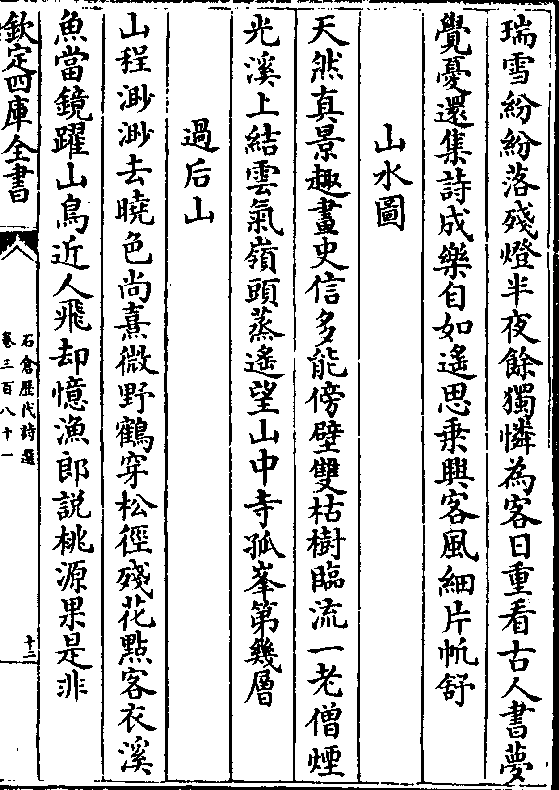 瑞雪紛紛落殘燈半夜餘獨憐為客日重看古人書夢
覺憂還集詩成樂自如遙思乗興客風細片帆舒
山水圖
天然真景趣畫史信多能傍壁雙枯樹臨流一老僧煙
光溪上結雲氣嶺頭蒸遙望山中寺孤峯第幾層
過后山
山程渺渺去曉色尚熹微野鶴穿松徑殘花點客衣溪
魚當鏡躍山鳥近人飛却憶漁郎說桃源果是非
欽定四庫全書
石倉歷代詩選
卷三百八十一
十二